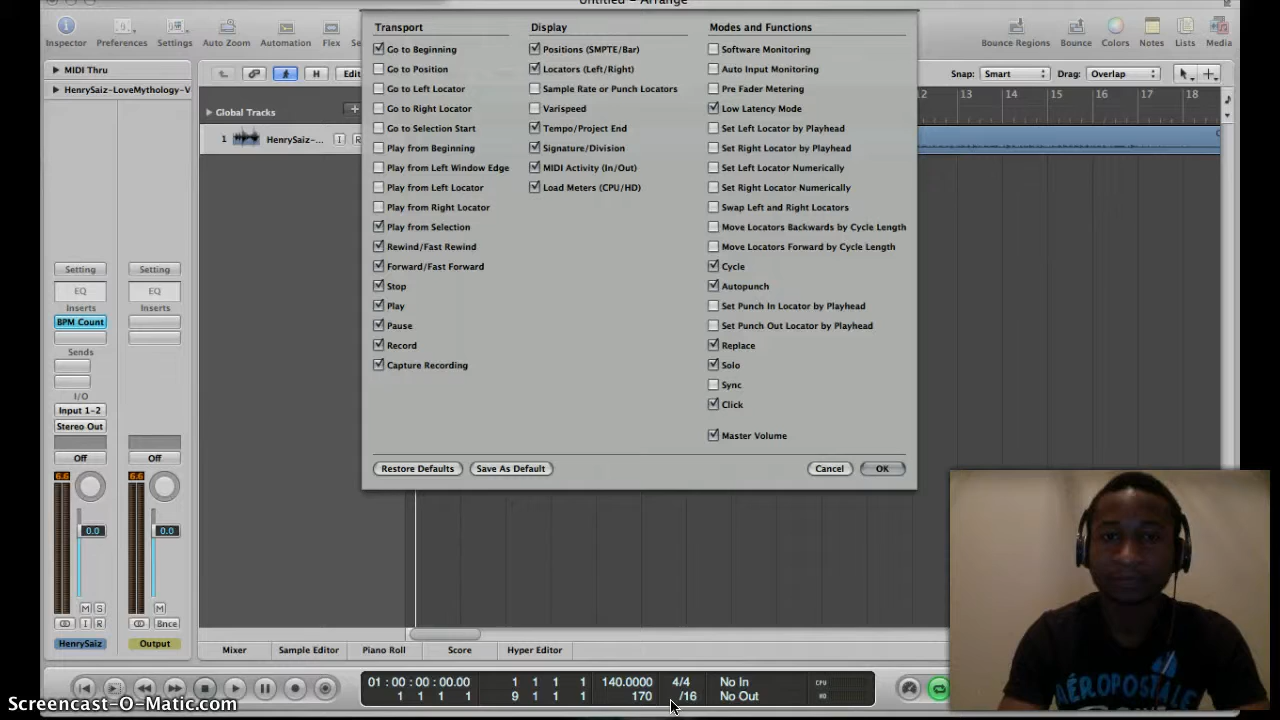 Untitled - Arrange
Inspector
Preferences
Settings
Auto Zoom
Automation
Flex
Bounce Regions
Bounce
Colors
Notes
Lists
Media
MIDI Thru
HenrySaiz-LoveMythology-V
H
Edit
Snap: Smart
Drag: Overlap
Global Tracks
12 13 14 15 16 17 18
1 HenrySaiz-... I R
Transport
Go to Beginning
Go to Position
Go to Left Locator
Go to Right Locator
Go to Selection Start
Play from Beginning
Play from Left Window Edge
Play from Left Locator
Play from Right Locator
Play from Selection
Rewind/Fast Rewind
Forward/Fast Forward
Stop
Play
Pause
Record
Capture Recording
Display
Positions (SMPTE/Bar)
Locators (Left/Right)
Sample Rate or Punch Locators
Varispeed
Tempo/Project End
Signature/Division
MIDI Activity (In/Out)
Load Meters (CPU/HD)
Modes and Functions
Software Monitoring
Auto Input Monitoring
Pre Fader Metering
Low Latency Mode
Set Left Locator by Playhead
Set Right Locator by Playhead
Set Left Locator Numerically
Set Right Locator Numerically
Swap Left and Right Locators
Move Locators Backwards by Cycle Length
Move Locators Forward by Cycle Length
Cycle
Autopunch
Set Punch In Locator by Playhead
Set Punch Out Locator by Playhead
Replace
Solo
Sync
Click
Master Volume
Restore Defaults
Save As Default
Cancel
OK
Setting Setting
EQ EQ
Inserts Inserts
BPM Count
Sends
I/O
Input 1-2
Stereo Out
Off Off
6.6 6.6
0.0 0.0
M S M
I R Bnce
HenrySaiz Output
Mixer
Sample Editor
Piano Roll
Score
Hyper Editor
01:00:00:00.00
1 1 1 1
1 1 1 1
9 1 1 1
140.0000
170
4/4
/16
No In
No Out
CPU
HD
AÉROPOSTALE
Screencast-O-Matic.com